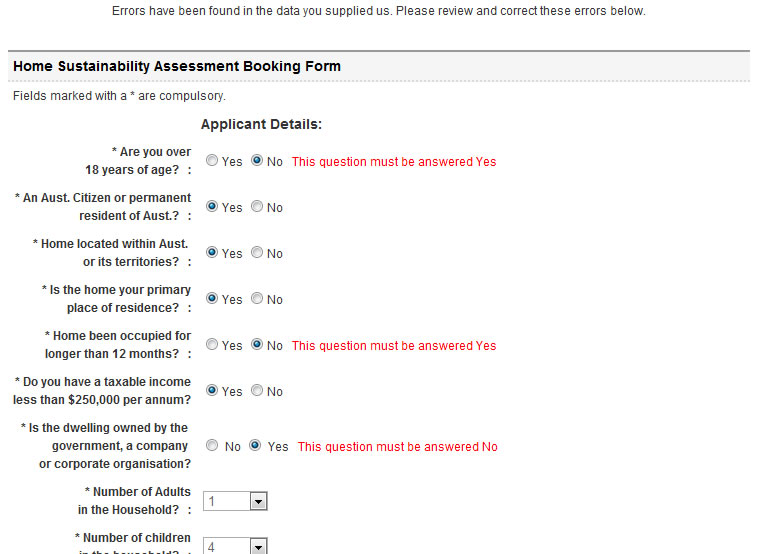 Errors have been found in the data you supplied us. Please review and correct these errors below.
Home Sustainability Assessment Booking Form
Fields marked with a * are compulsory.
Applicant Details:
* Are you over
18 years of age? :
Yes No This question must be answered Yes
* An Aust. Citizen or permanent
resident of Aust.? :
Yes No
* Home located within Aust.
or its territories? :
Yes No
* Is the home your primary
place of residence? :
Yes No
* Home been occupied for
longer than 12 months? :
Yes No This question must be answered Yes
* Do you have a taxable income
less than $250,000 per annum?
Yes No
* Is the dwelling owned by the
government, a company
or corporate organisation?
No Yes This question must be answered No
* Number of Adults
in the Household? :
1
* Number of children
in the household? :
4